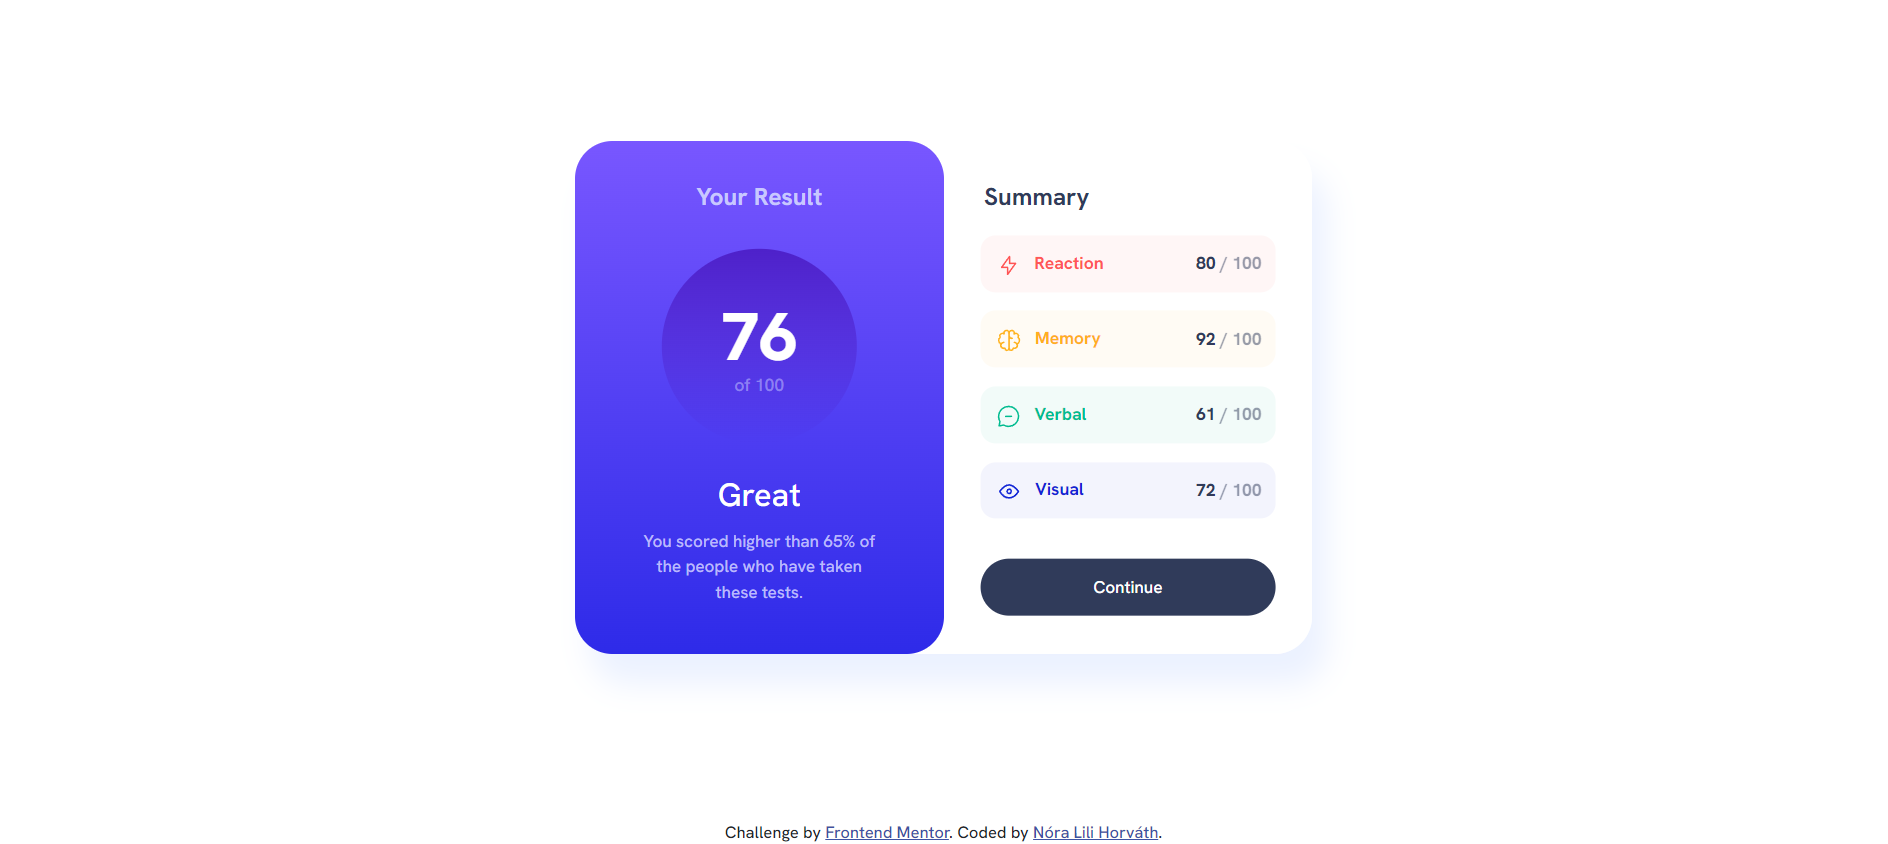 Your Result
76
of 100
Great
You scored higher than 65% of
the people who have taken
these tests.
Summary
Reaction 80 / 100
Memory 92 / 100
Verbal 61 / 100
Visual 72 / 100
Continue
Challenge by Frontend Mentor. Coded by Nóra Lili Horváth.